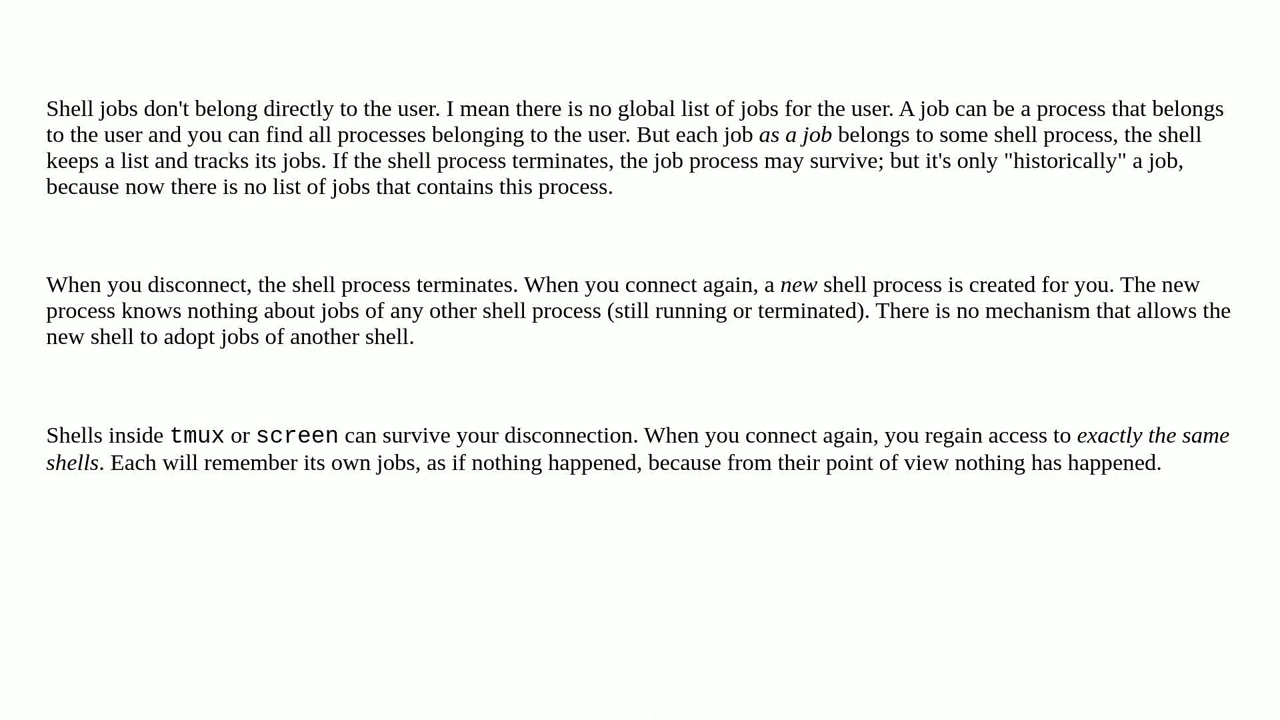 Shell jobs don't belong directly to the user. I mean there is no global list of jobs for the user. A job can be a process that belongs
to the user and you can find all processes belonging to the user. But each job as a job belongs to some shell process, the shell
keeps a list and tracks its jobs. If the shell process terminates, the job process may survive; but it's only "historically" a job,
because now there is no list of jobs that contains this process.
When you disconnect, the shell process terminates. When you connect again, a new shell process is created for you. The new
process knows nothing about jobs of any other shell process (still running or terminated). There is no mechanism that allows the
new shell to adopt jobs of another shell.
Shells inside tmux or screen can survive your disconnection. When you connect again, you regain access to exactly the same
shells. Each will remember its own jobs, as if nothing happened, because from their point of view nothing has happened.